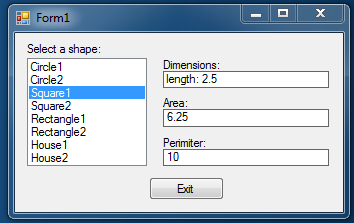 Form1
Select a shape:
Circle1
Circle2
Square1
Square2
Rectangle1
Rectangle2
House1
House2
Dimensions:
length: 2.5
Area:
6.25
Perimiter:
10
Exit